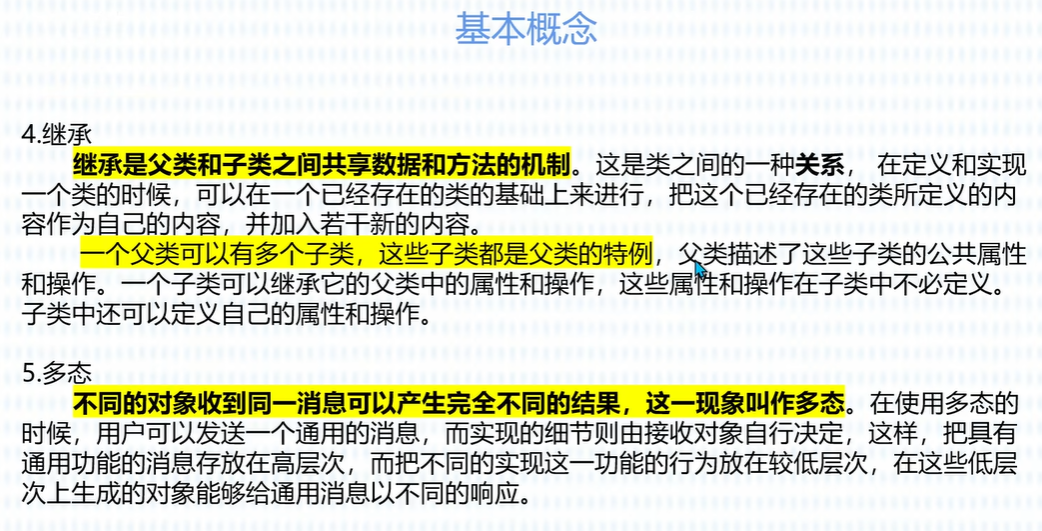 基本概念
4.继承
继承是父类和子类之间共享数据和方法的机制。这是类之间的一种关系，在定义和实现
一个类的时候，可以在一个已经存在的类的基础上来进行，把这个已经存在的类所定义的内
容作为自己的内容，并加入若干新的内容。
一个父类可以有多个子类，这些子类都是父类的特例，父类描述了这些子类的公共属性
和操作。一个子类可以继承它的父类中的属性和操作，这些属性和操作在子类中不必定义。
子类中还可以定义自己的属性和操作。
5.多态
不同的对象收到同一消息可以产生完全不同的结果，这一现象叫作多态。在使用多态的
时候，用户可以发送一个通用的消息，而实现的细节则由接收对象自行决定，这样，把具有
通用功能的消息存放在高层次，而把不同的实现这一功能的行为放在较低层次，在这些低层
次上生成的对象能够给通用消息以不同的响应。